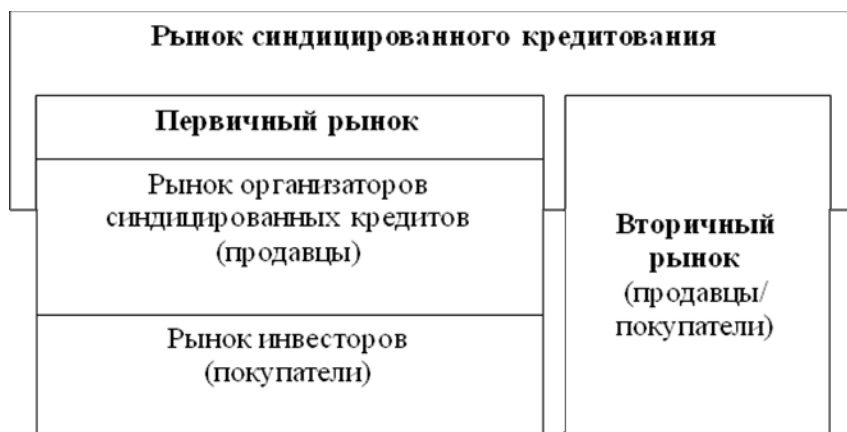 Рынок синдицированного кредитования
Первичный рынок
Рынок организаторов
синдицированных кредитов
(продавцы)
Рынок инвесторов
(покупатели)
Вторичный
рынок
(продавцы/
покупатели)